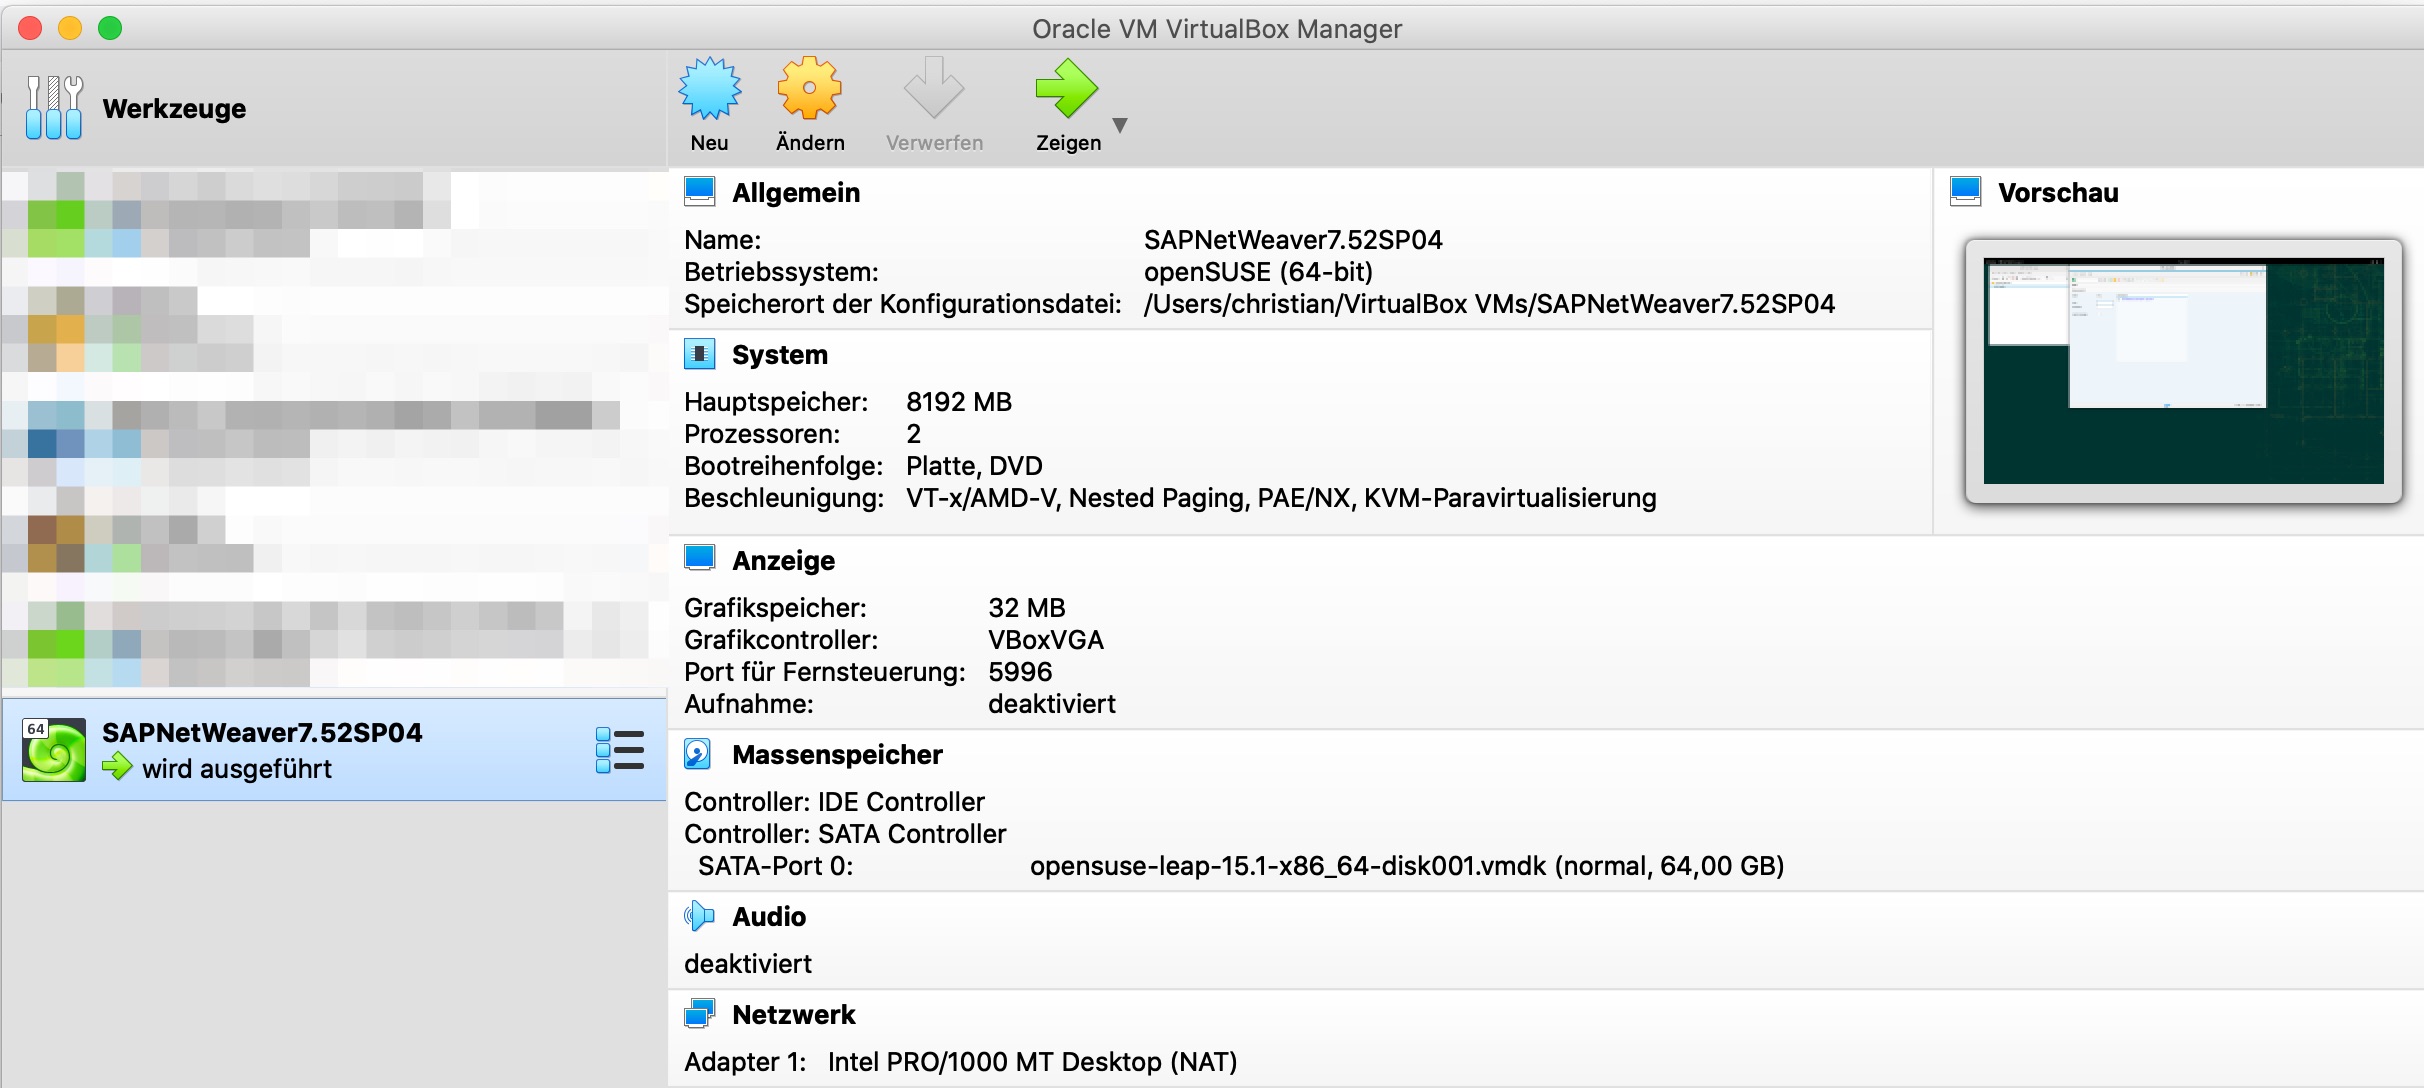 Oracle VM VirtualBox Manager
Werkzeuge
Neu
Ändern
Verwerfen
Zeigen
64
SAPNetWeaver7.52SP04
wird ausgeführt
Allgemein
Name: SAPNetWeaver7.52SP04
Betriebssystem: openSUSE (64-bit)
Speicherort der Konfigurationsdatei: /Users/christian/VirtualBox VMs/SAPNetWeaver7.52SP04
Vorschau
System
Hauptspeicher: 8192 MB
Prozessoren: 2
Bootreihenfolge: Platte, DVD
Beschleunigung: VT-x/AMD-V, Nested Paging, PAE/NX, KVM-Paravirtualisierung
Anzeige
Grafikspeicher: 32 MB
Grafikcontroller: VBoxVGA
Port für Fernsteuerung: 5996
Aufnahme: deaktiviert
Massenspeicher
Controller: IDE Controller
Controller: SATA Controller
SATA-Port 0: opensuse-leap-15.1-x86_64-disk001.vmdk (normal, 64,00 GB)
Audio
deaktiviert
Netzwerk
Adapter 1: Intel PRO/1000 MT Desktop (NAT)